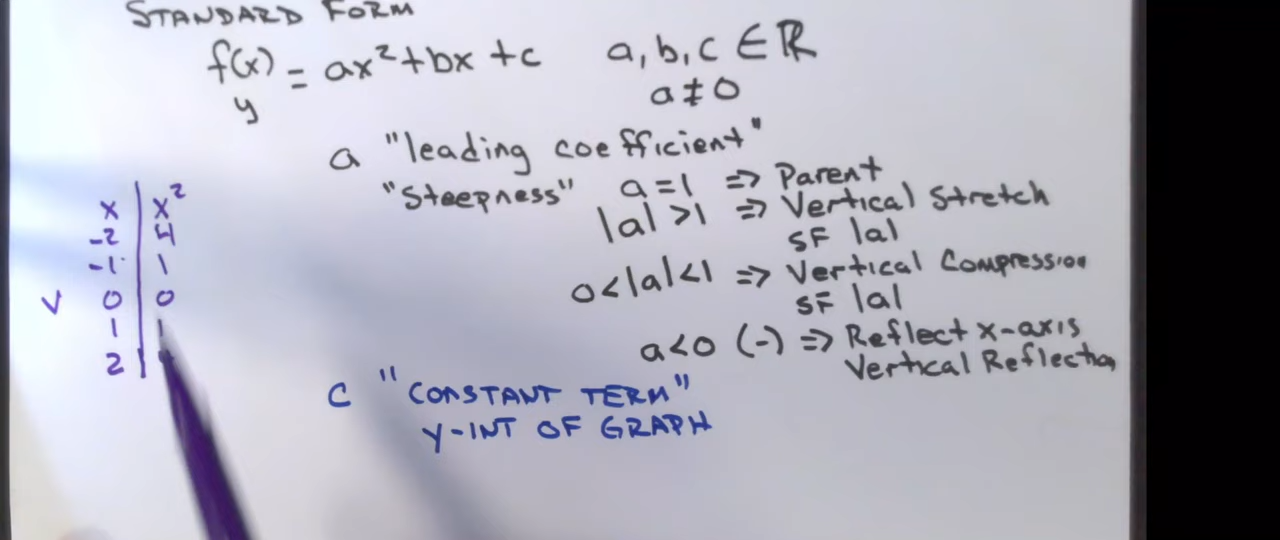 STANDARD FORM
f(x) = ax²+bx+c a,b,c ∈ ℝ
y a≠0
a "leading coefficient"
"Steepness" a=1 => Parent
|a|>1 => Vertical Stretch
SF |a|
0<|a|<1 => Vertical Compression
SF |a|
a<0 (-) => Reflect x-axis
Vertical Reflection
x | x²
-2 | 4
-1 | 1
V 0 | 0
1 | 1
2 |
C "CONSTANT TERM"
Y-INT OF GRAPH